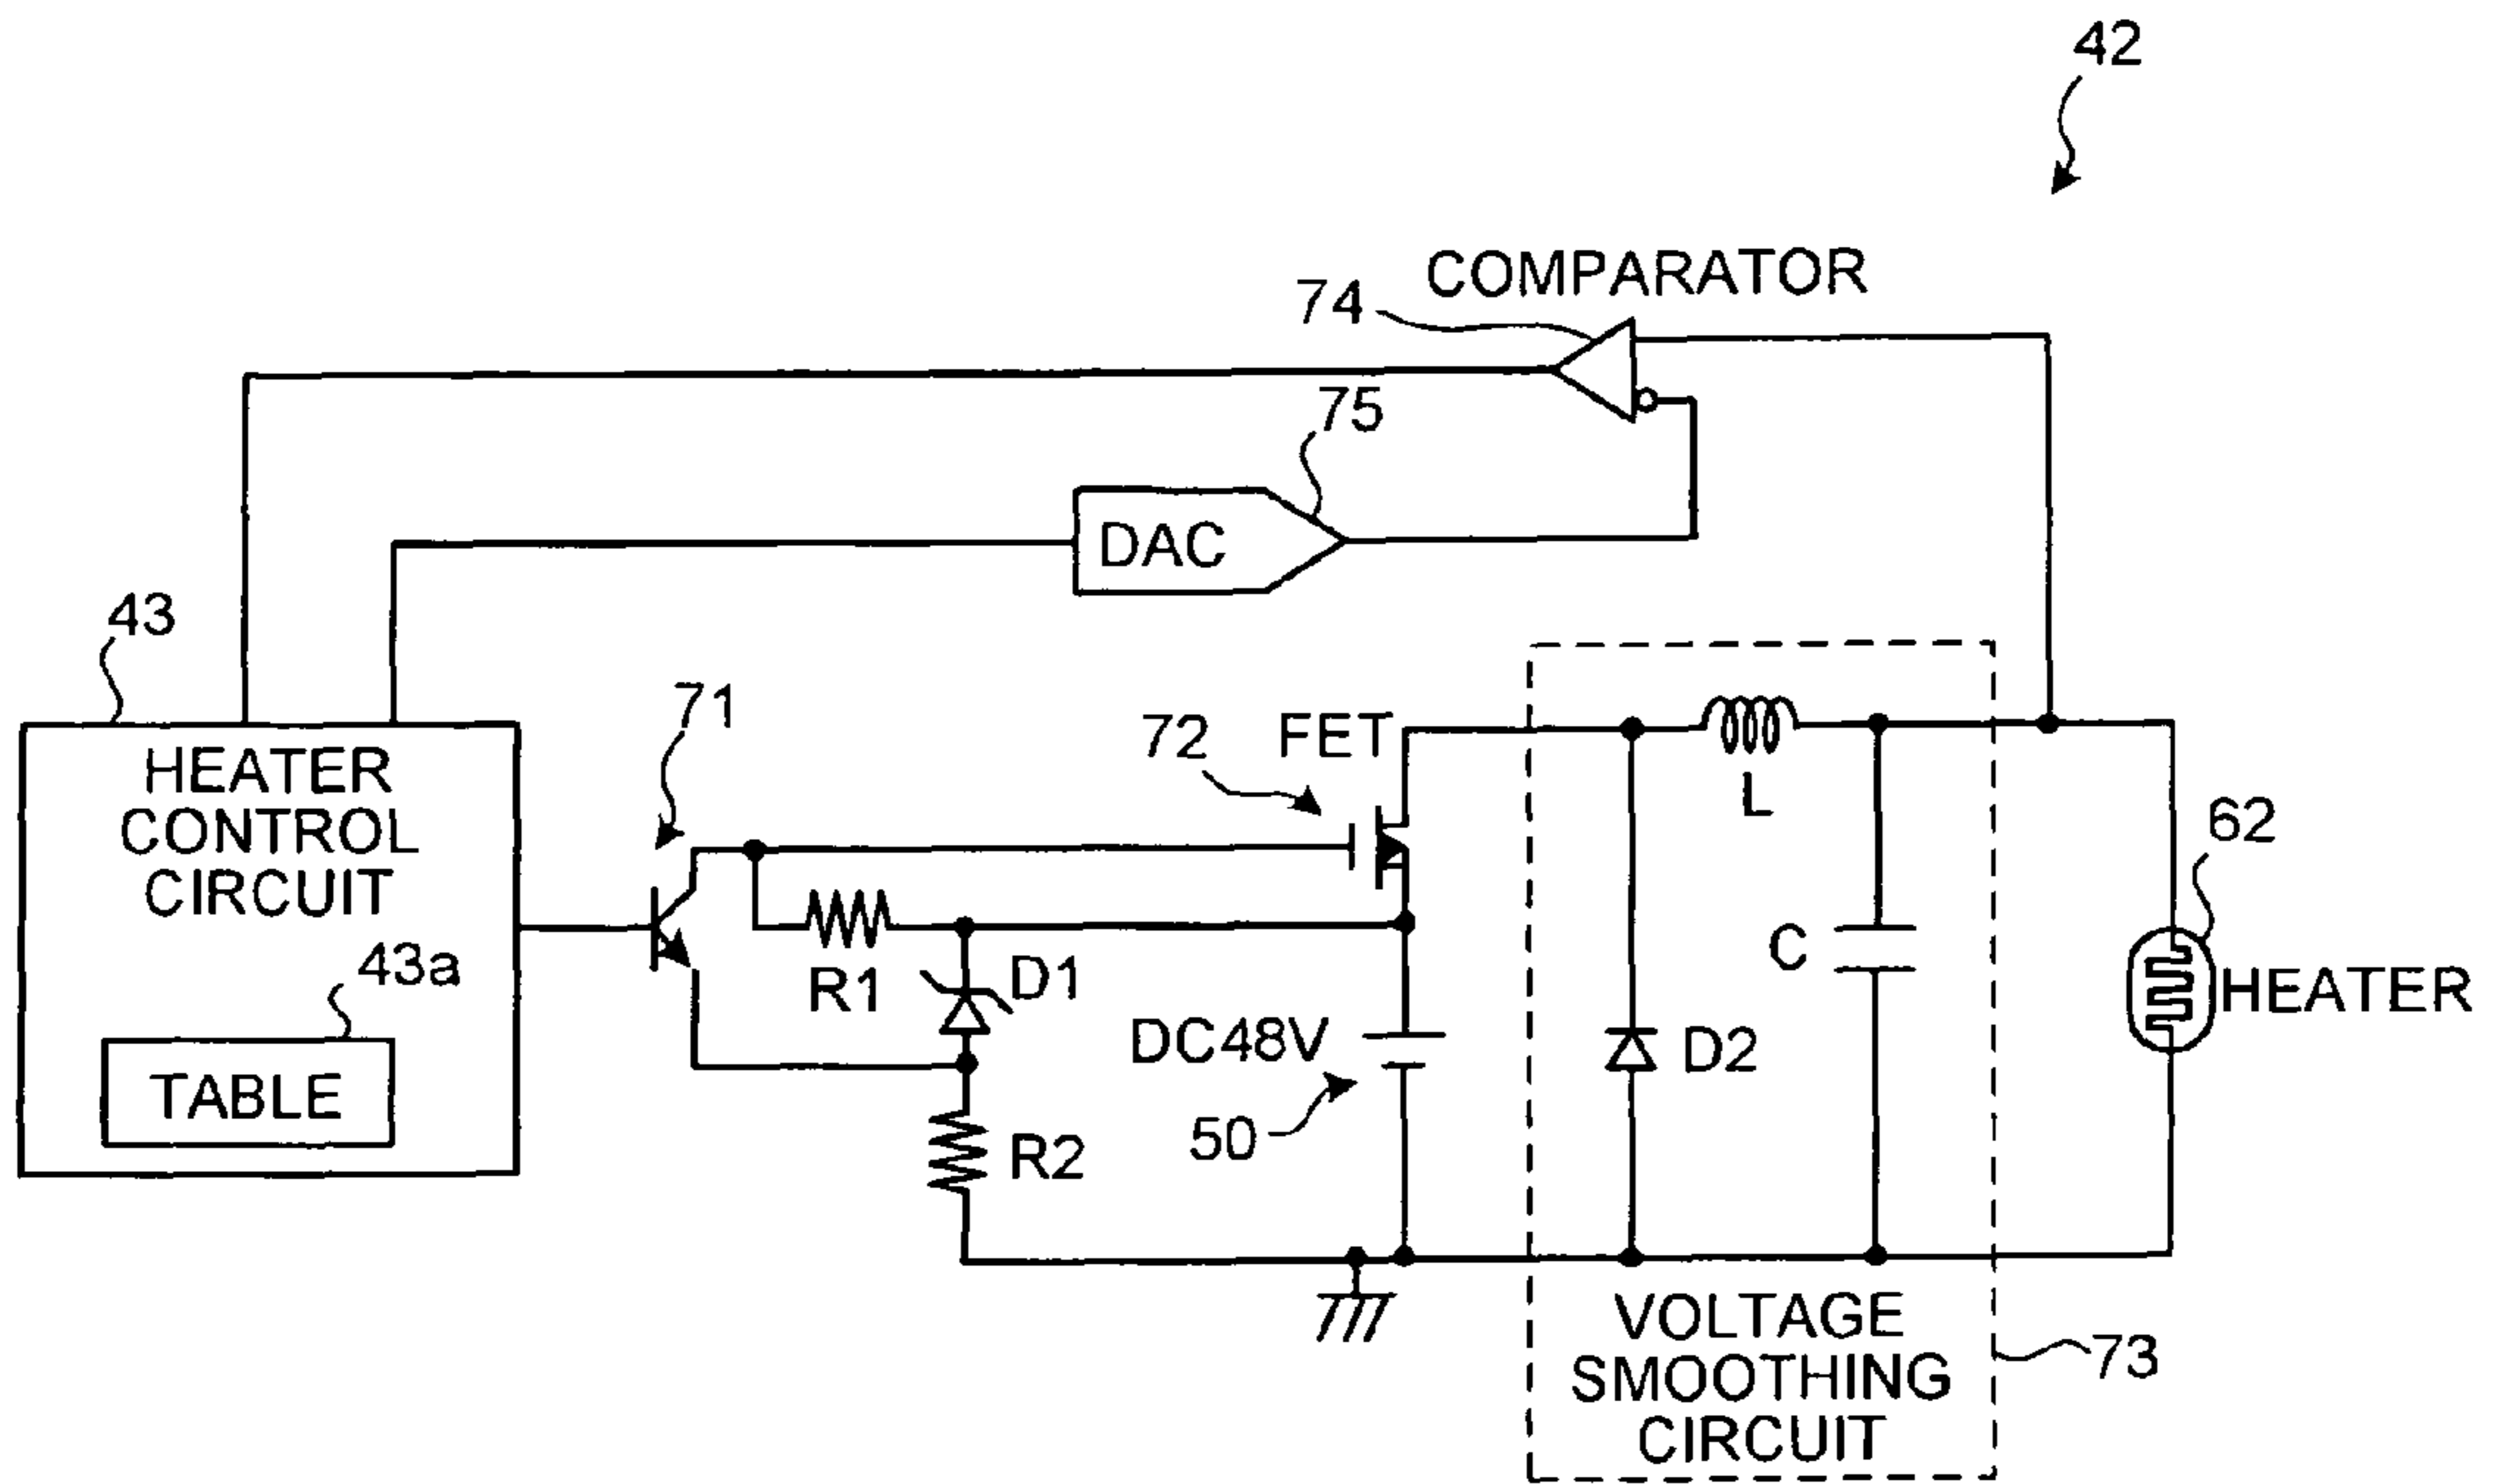 42
COMPARATOR
74
75
DAC
43
71
72
FET
HEATER
CONTROL
CIRCUIT
L
62
43a
R1
D1
C
HEATER
DC48V
D2
TABLE
50
R2
VOLTAGE
SMOOTHING
CIRCUIT
73